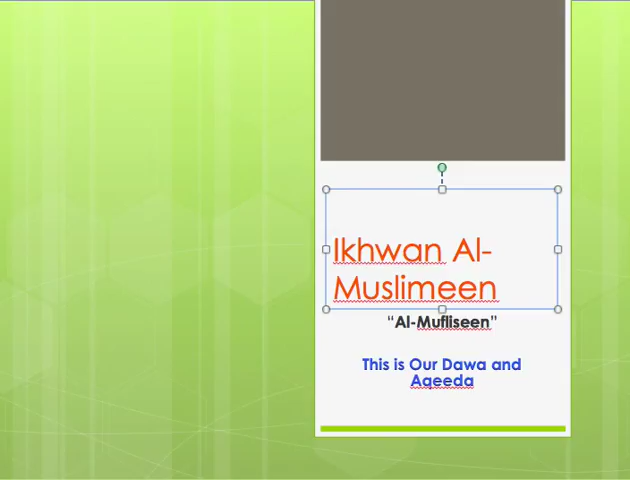 Ikhwan Al-
Muslimeen
“Al-Mufliseen”
This is Our Dawa and
Aqeeda